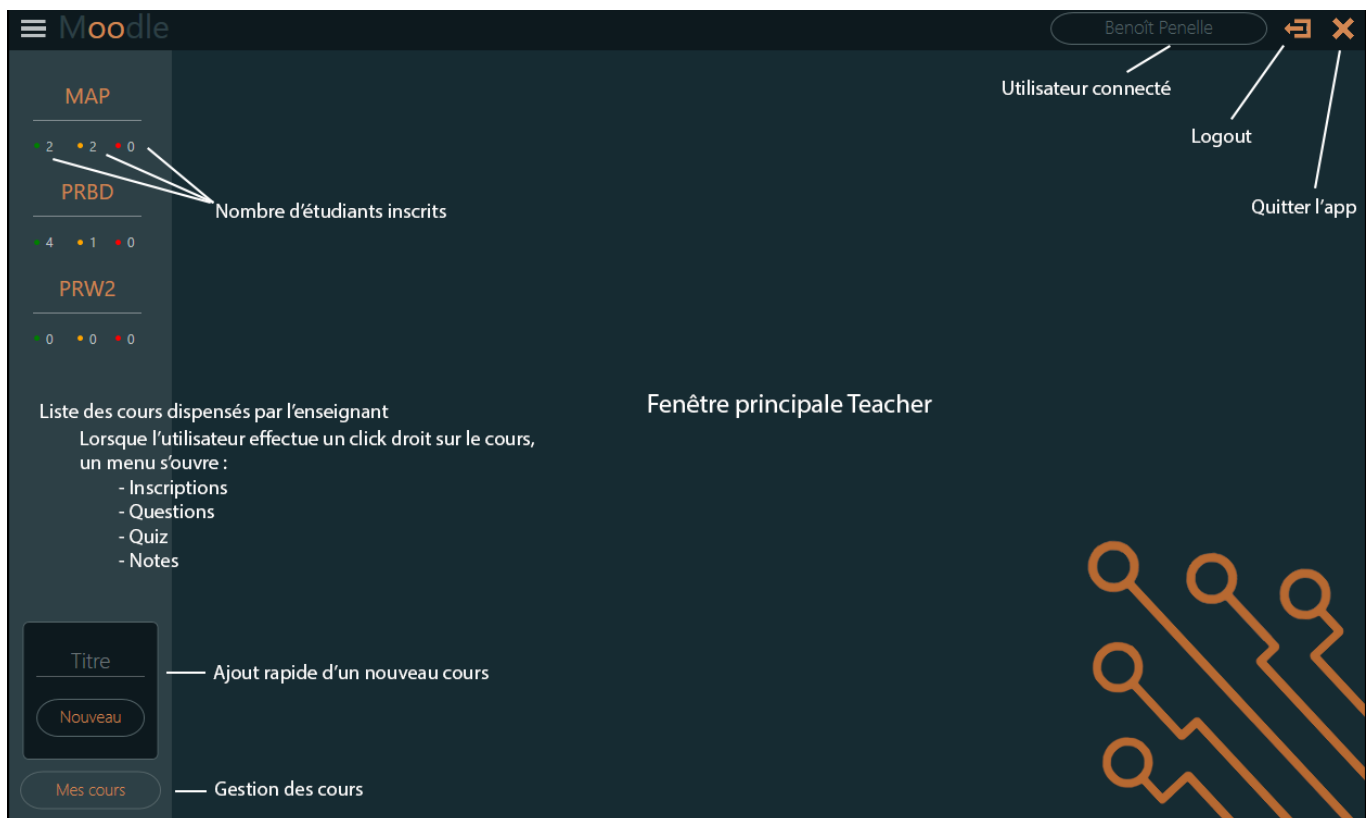 Moodle
Benoît Penelle
Utilisateur connecté
Logout
Quitter l'app
MAP
2 2 0
Nombre d'étudiants inscrits
PRBD
4 1 0
PRW2
0 0 0
Liste des cours dispensés par l'enseignant
Lorsque l'utilisateur effectue un click droit sur le cours,
un menu s'ouvre :
- Inscriptions
- Questions
- Quiz
- Notes
Fenêtre principale Teacher
Titre
Nouveau
Ajout rapide d'un nouveau cours
Mes cours
Gestion des cours